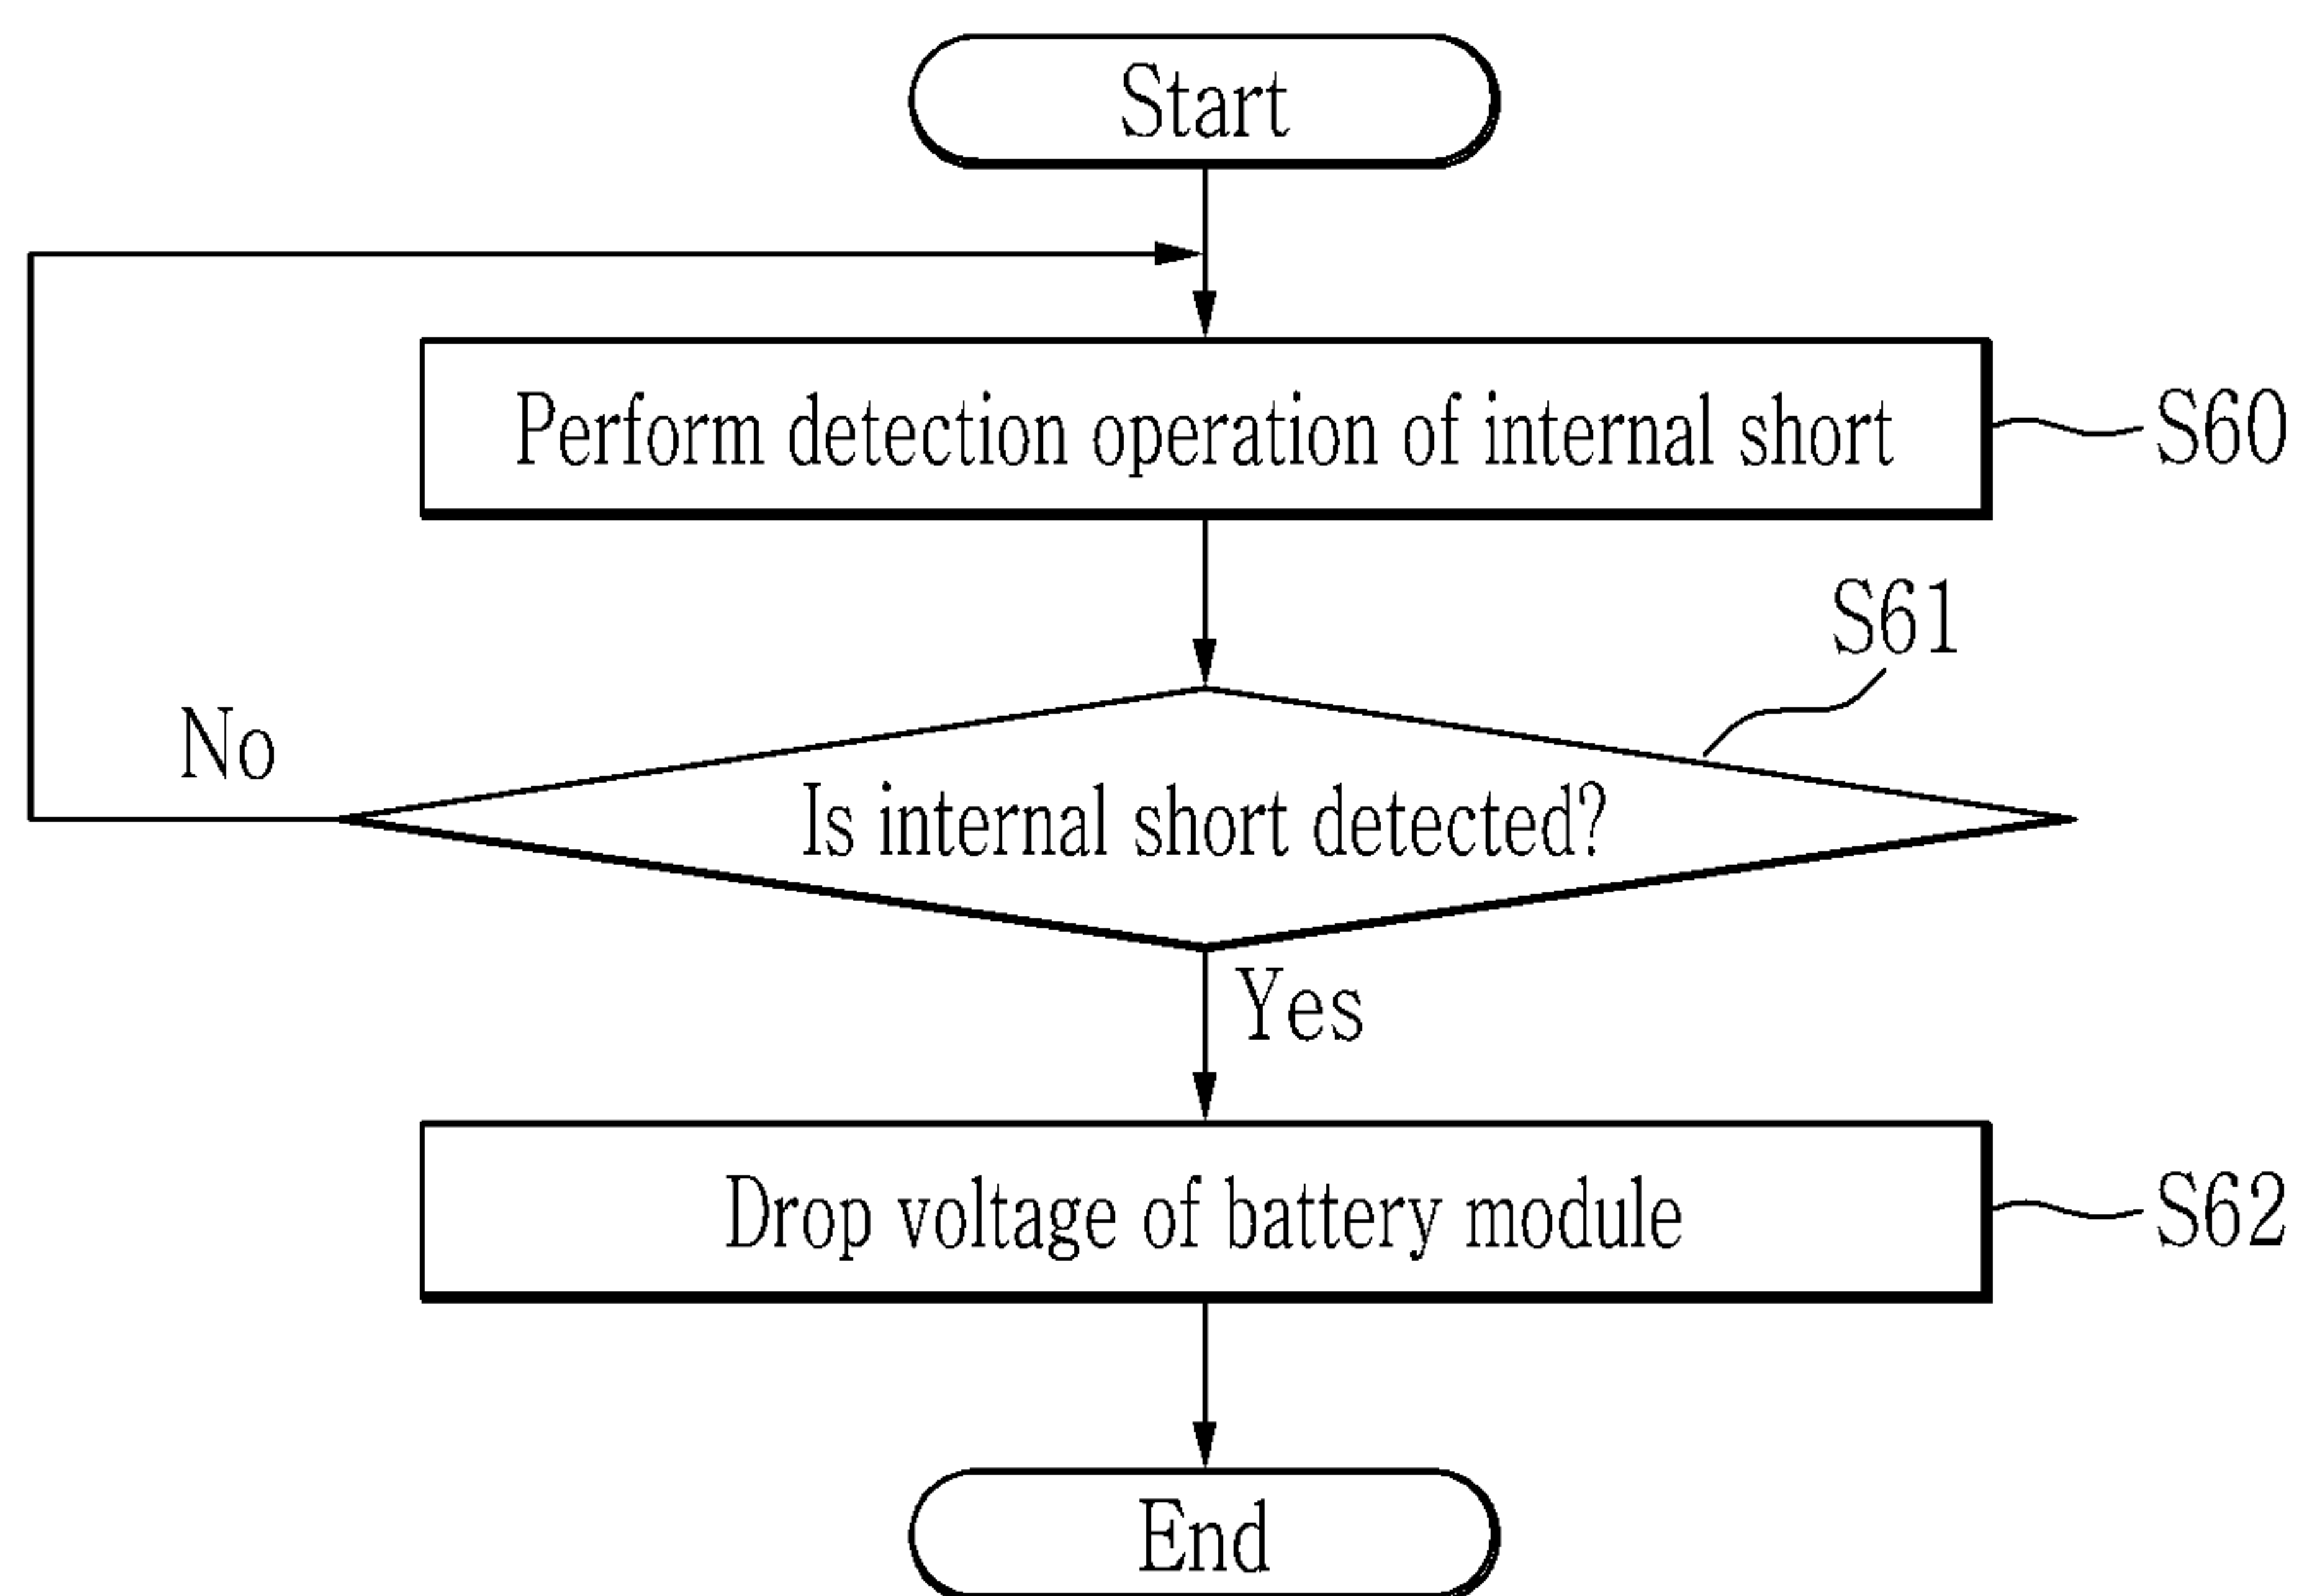 Start
Perform detection operation of internal short
S60
S61
No
Is internal short detected?
Yes
Drop voltage of battery module
S62
End